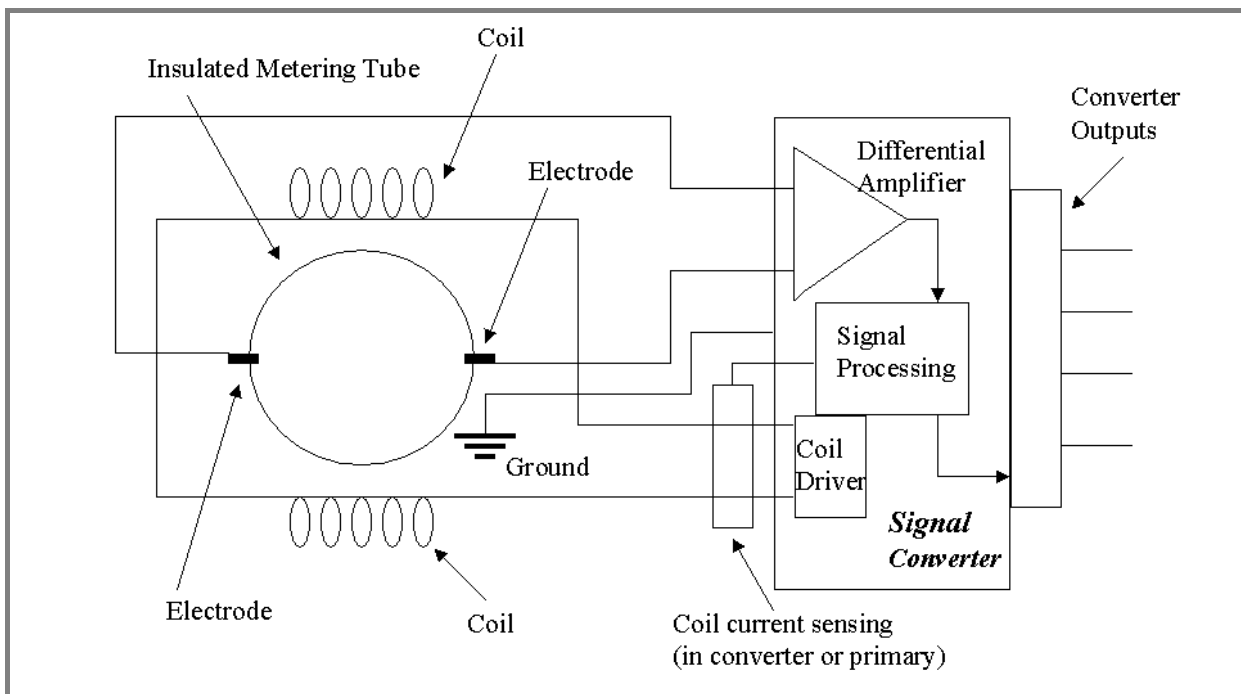 Coil
Insulated Metering Tube
Converter
Outputs
Differential
Amplifier
Electrode
Signal
Processing
Ground
Coil
Driver
Signal
Converter
Electrode
Coil
Coil current sensing
(in converter or primary)